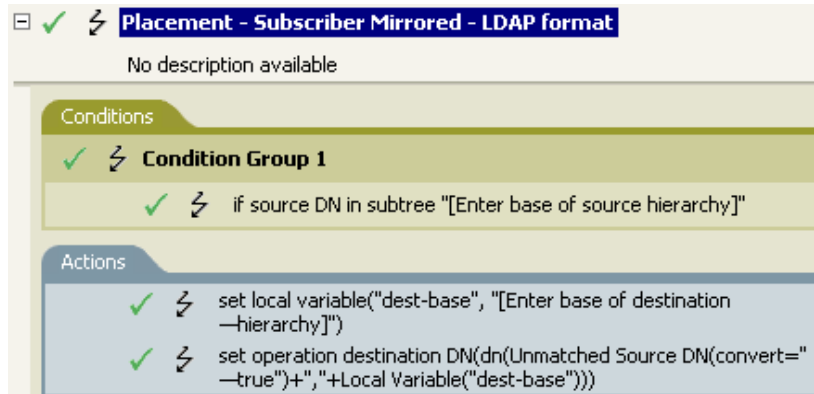 Placement - Subscriber Mirrored - LDAP format
No description available
Conditions
Condition Group 1
if source DN in subtree "[Enter base of source hierarchy]"
Actions
set local variable("dest-base", "[Enter base of destination
—hierarchy]")
set operation destination DN(dn(Unmatched Source DN(convert="
—true")+","+Local Variable("dest-base")))